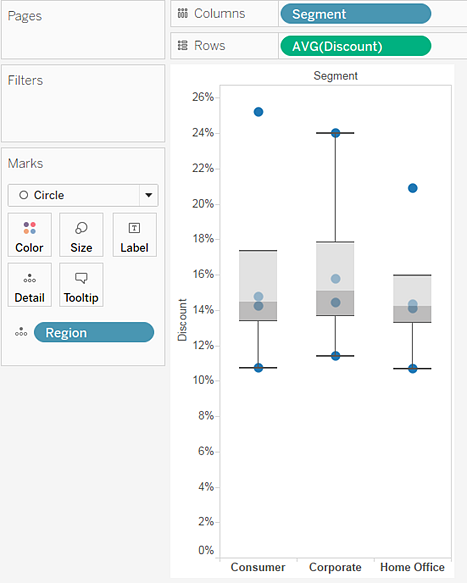 Pages
Columns
Segment
Rows
AVG(Discount)
Filters
Marks
Circle
Color
Size
Label
Detail
Tooltip
Region
Segment
26%
24%
22%
20%
18%
16%
14%
12%
10%
8%
6%
4%
2%
0%
Discount
Consumer
Corporate
Home Office